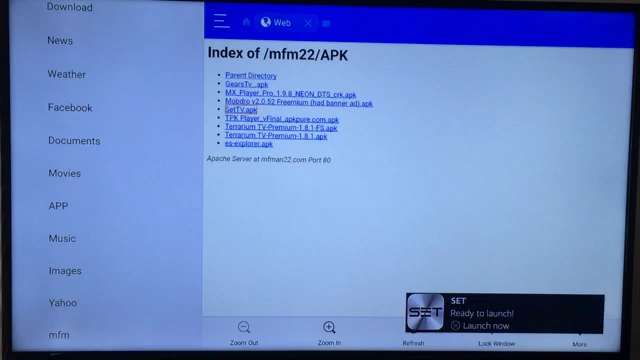 Download
News
Weather
Facebook
Documents
Movies
APP
Music
Images
Yahoo
mfm
Web
Index of /mfm22/APK
Parent Directory
GearsTv_.apk
MX_Player_Pro_1.9.8_NEON_DTS_crk.apk
Mobdro v2.0.52 Freemium (had banner ad).apk
SetTV.apk
TPK Player_vFinal_apkpure.com.apk
Terrarium TV-Premium-1.8.1-FS.apk
Terrarium TV-Premium-1.8.1.apk
es-explorer.apk
Apache Server at mfman22.com Port 80
SET
SET
Ready to launch!
Launch now
Zoom Out
Zoom In
Refresh
Lock Window
More